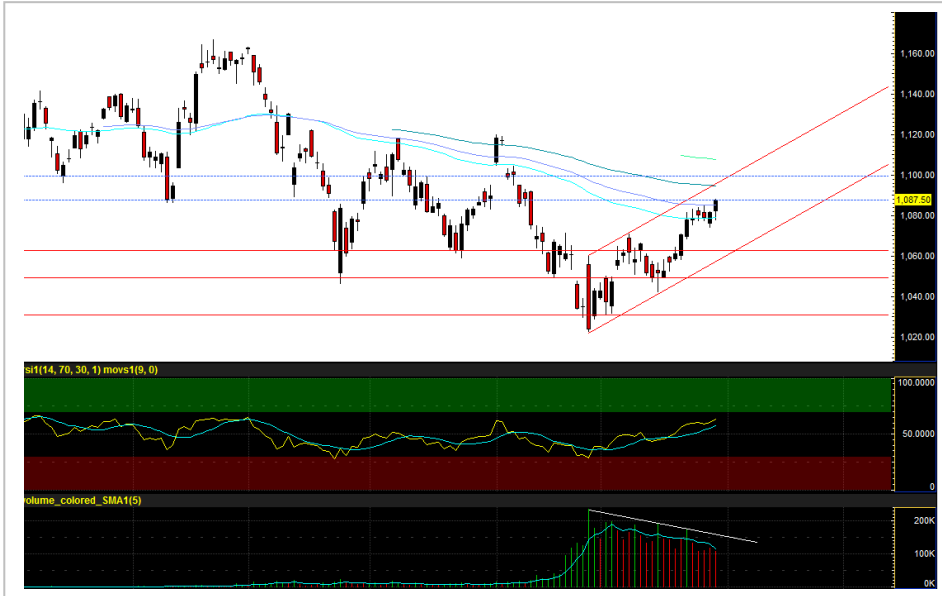 1,160.00
1,140.00
1,120.00
1,100.00
1,087.50
1,080.00
1,060.00
1,040.00
1,020.00
rsi1(14, 70, 30, 1) movs1(9, 0)
100.0000
50.0000
0
volume_colored_SMA1(5)
200K
100K
0K